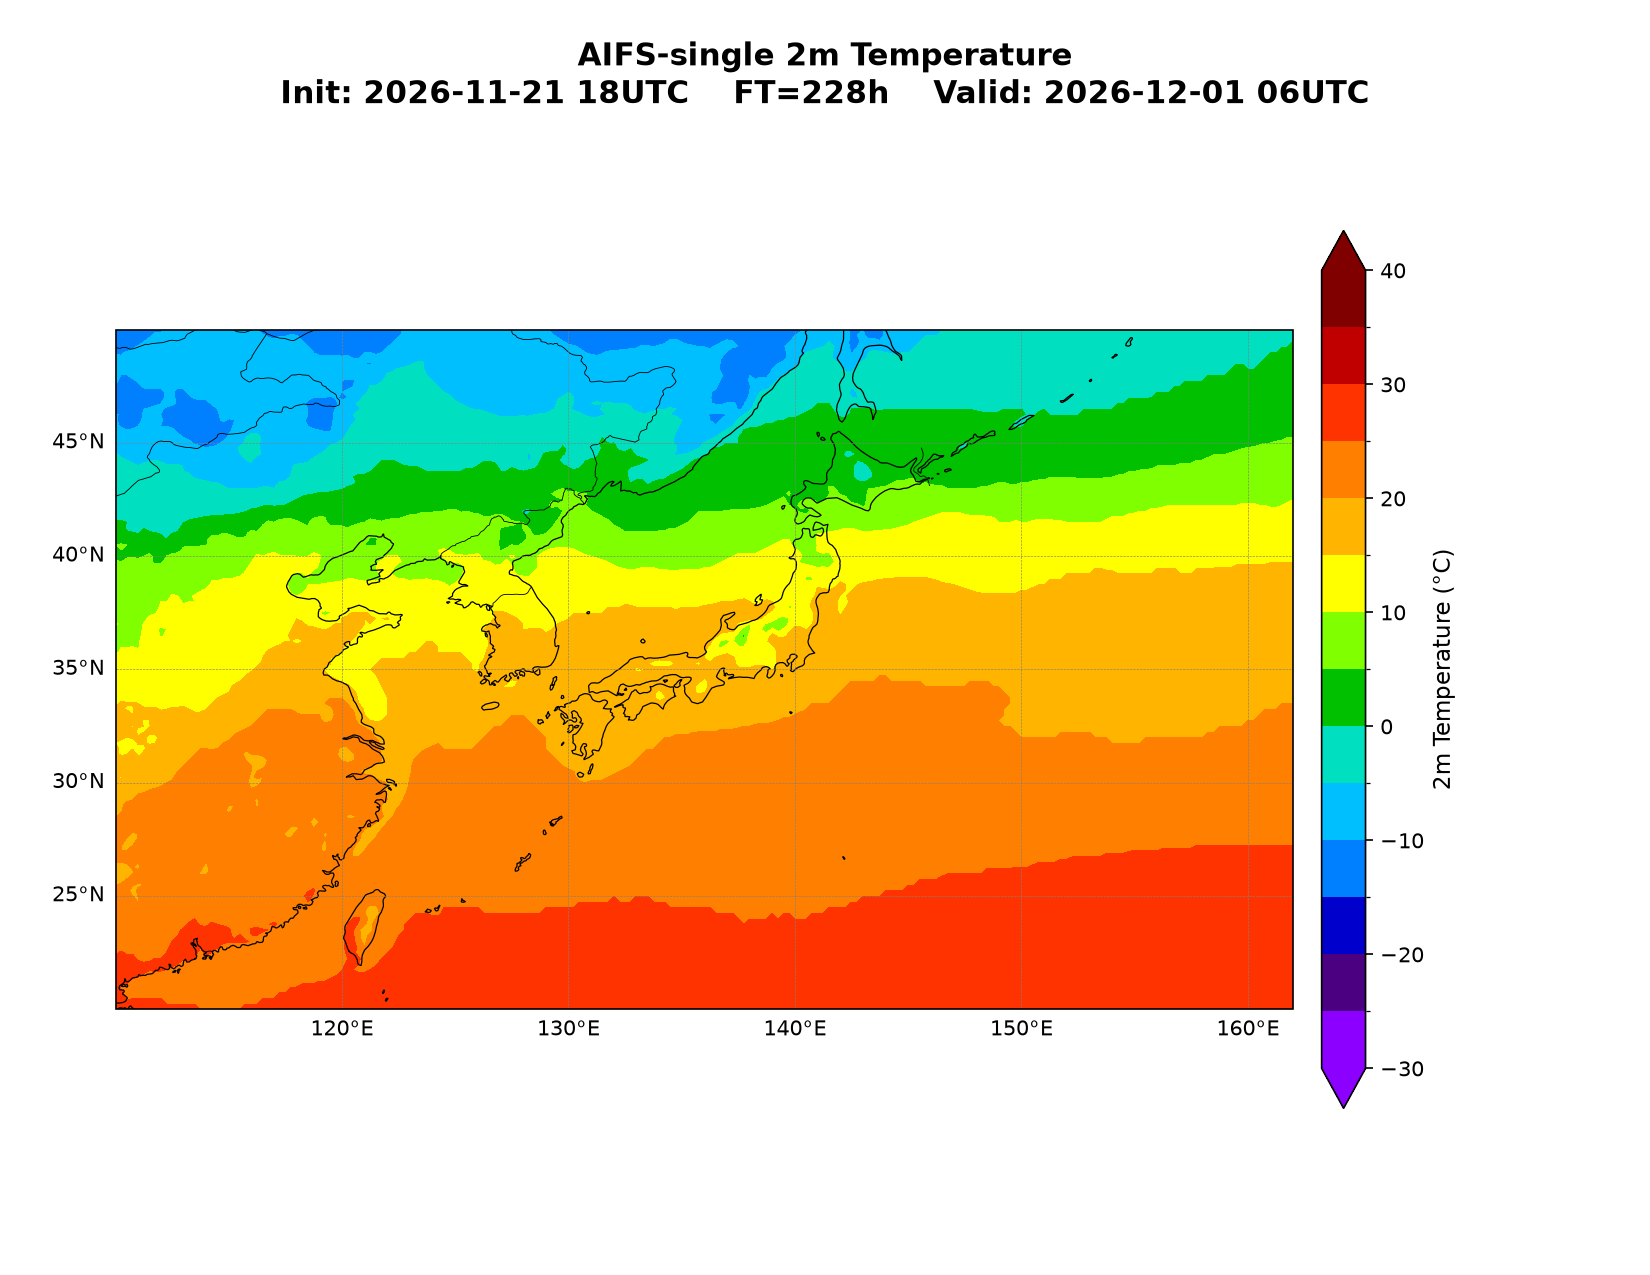 AIFS-single 2m Temperature
Init: 2026-11-21 18UTC    FT=228h    Valid: 2026-12-01 06UTC
45°N
40°N
35°N
30°N
25°N
120°E
130°E
140°E
150°E
160°E
40
30
20
10
0
−10
−20
−30
2m Temperature (°C)